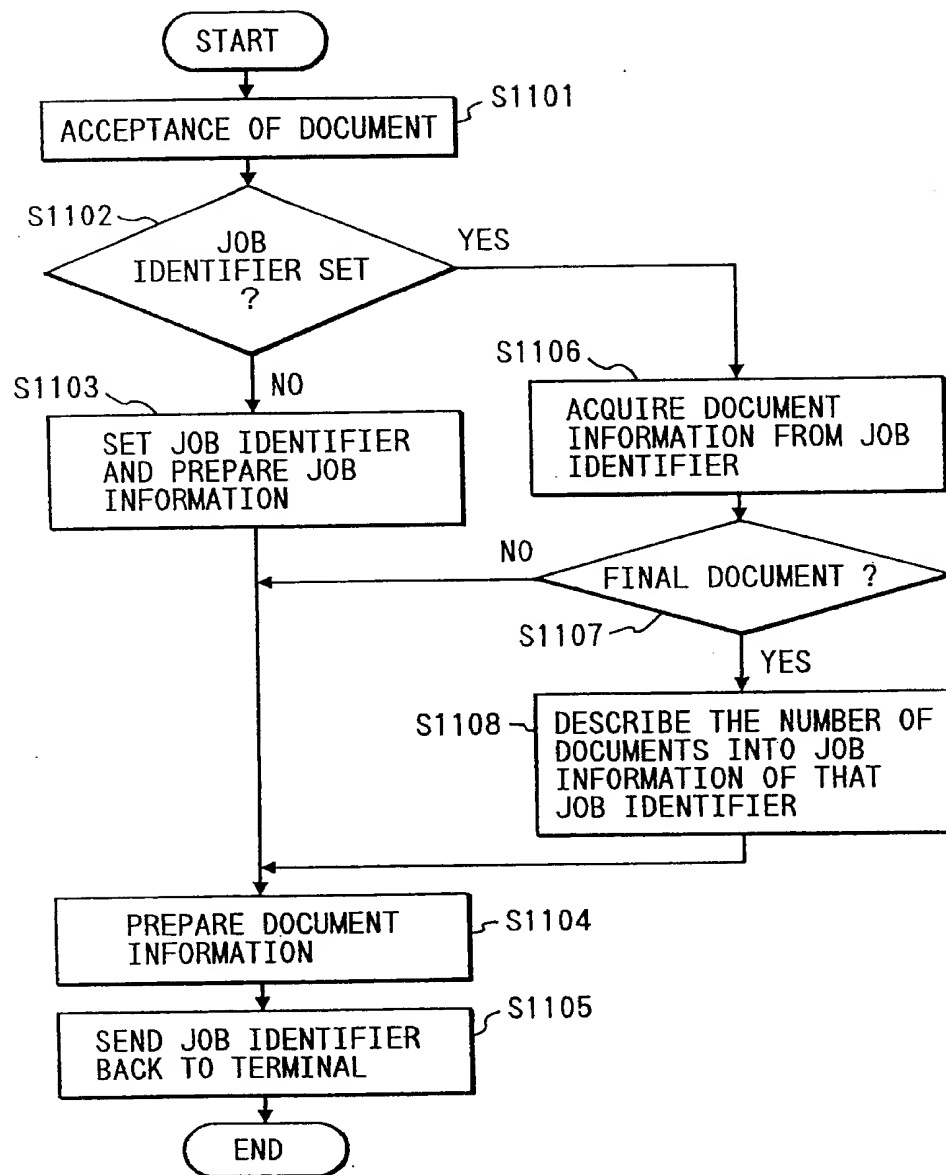 START
S1101
ACCEPTANCE OF DOCUMENT
S1102
JOB
IDENTIFIER SET
?
YES
NO
S1103
SET JOB IDENTIFIER
AND PREPARE JOB
INFORMATION
S1106
ACQUIRE DOCUMENT
INFORMATION FROM JOB
IDENTIFIER
NO
FINAL DOCUMENT ?
S1107
YES
S1108
DESCRIBE THE NUMBER OF
DOCUMENTS INTO JOB
INFORMATION OF THAT
JOB IDENTIFIER
PREPARE DOCUMENT
INFORMATION
S1104
SEND JOB IDENTIFIER
BACK TO TERMINAL
S1105
END